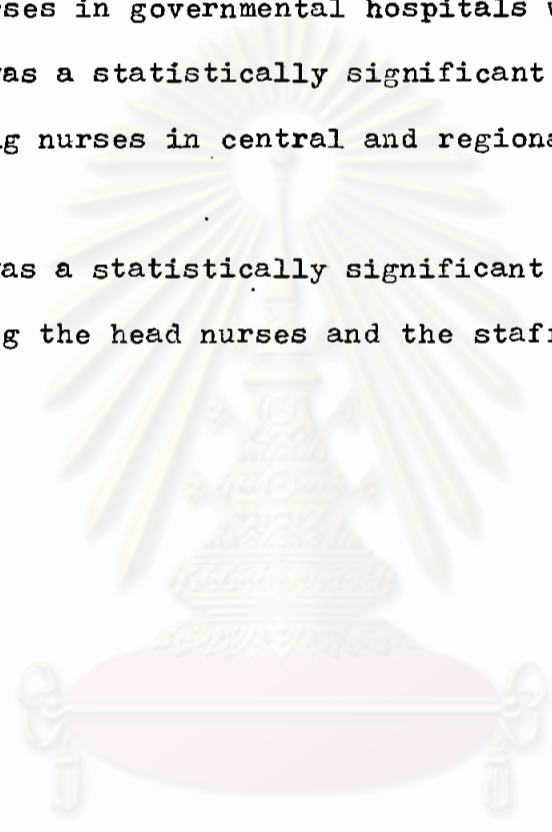 ses in governmental hospitals
as a statistically significant
g nurses in central and regiona
as a statistically significant
g the head nurses and the staf